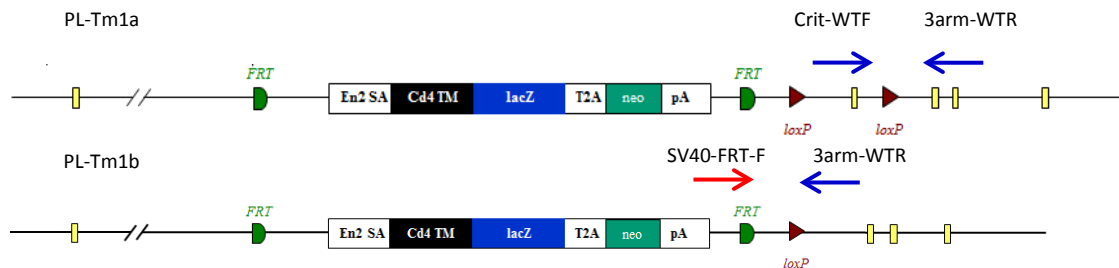 PL-Tm1a
Crit-WTF 3arm-WTR
FRT FRT
En2 SA Cd4 TM lacZ T2A neo pA
loxP loxP
PL-Tm1b
SV40-FRT-F 3arm-WTR
FRT FRT
En2 SA Cd4 TM lacZ T2A neo pA
loxP